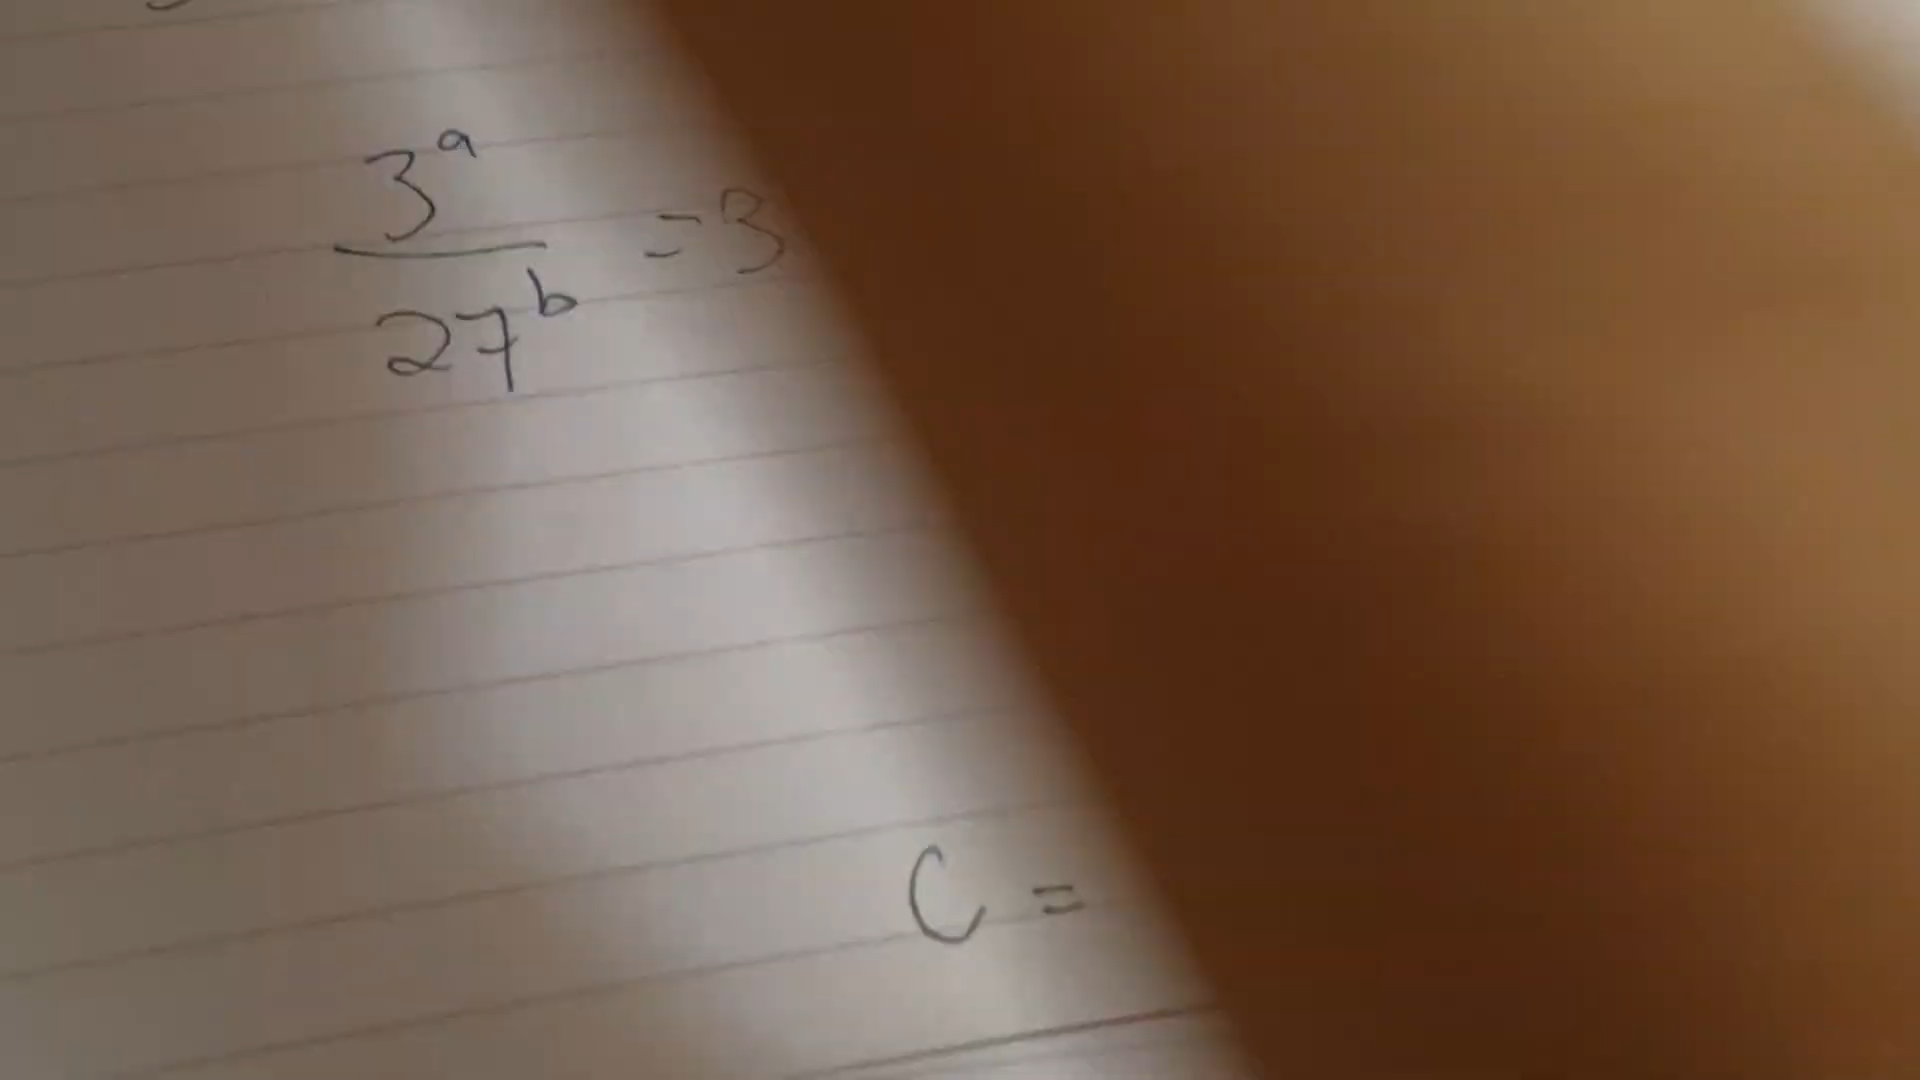 3^a
27^b = 3
C =